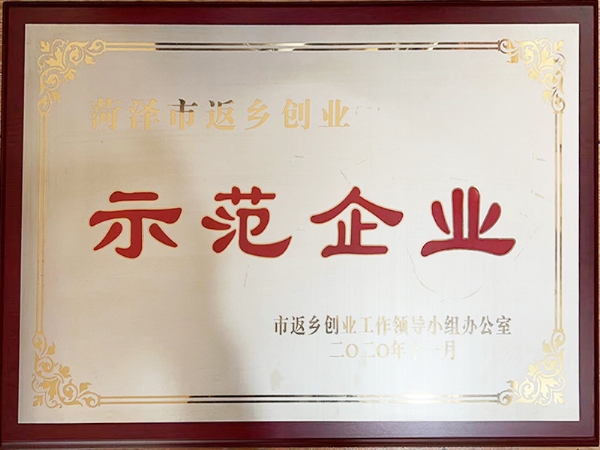 菏泽市返乡创业
示范企业
市返乡创业工作领导小组办公室
二〇二〇年十一月